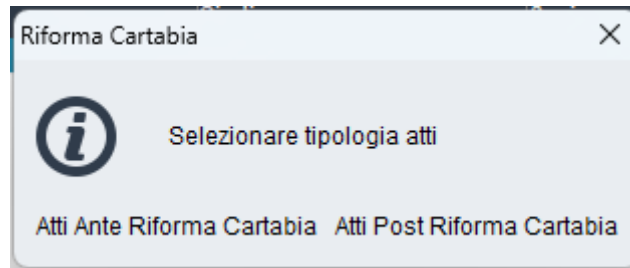 Riforma Cartabia
Selezionare tipologia atti
Atti Ante Riforma Cartabia Atti Post Riforma Cartabia